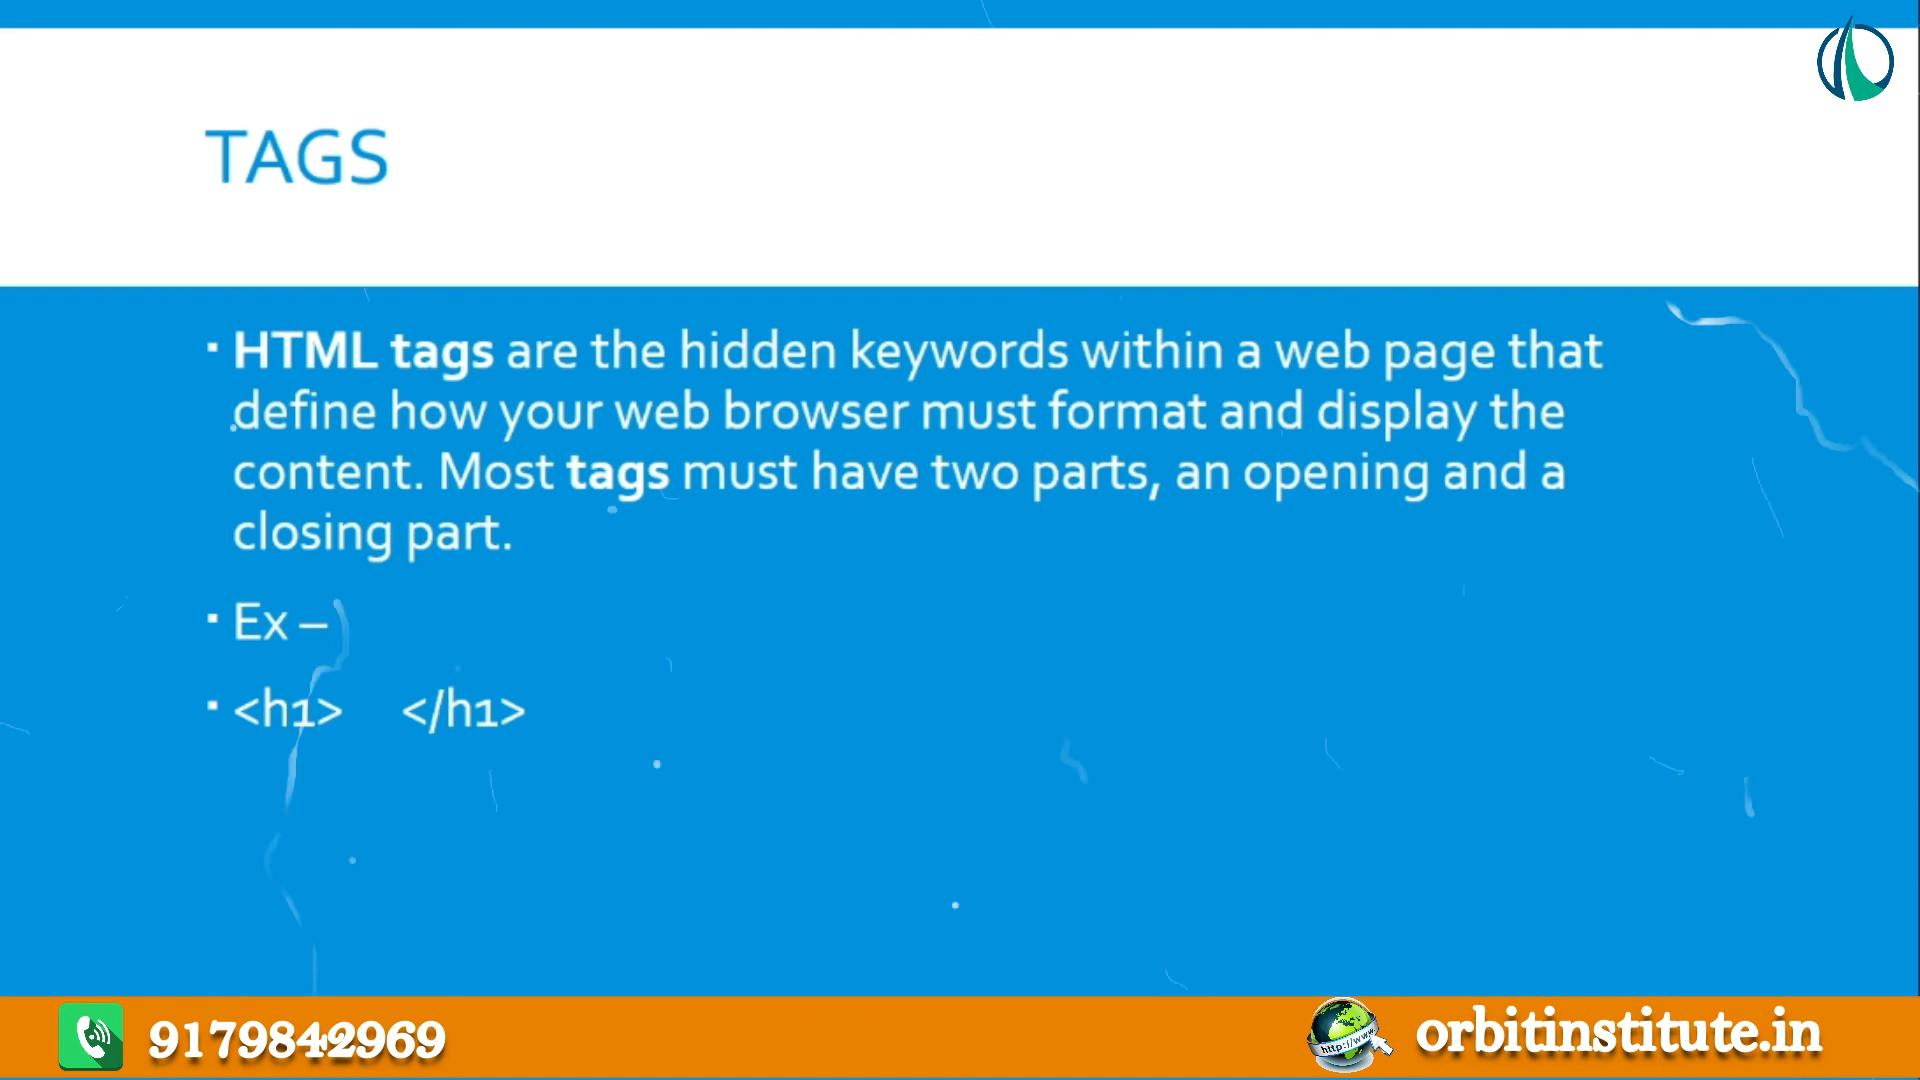 TAGS
HTML tags are the hidden keywords within a web page that
define how your web browser must format and display the
content. Most tags must have two parts, an opening and a
closing part.
Ex –
<h1> </h1>
9179842969
http://www.
orbitinstitute.in